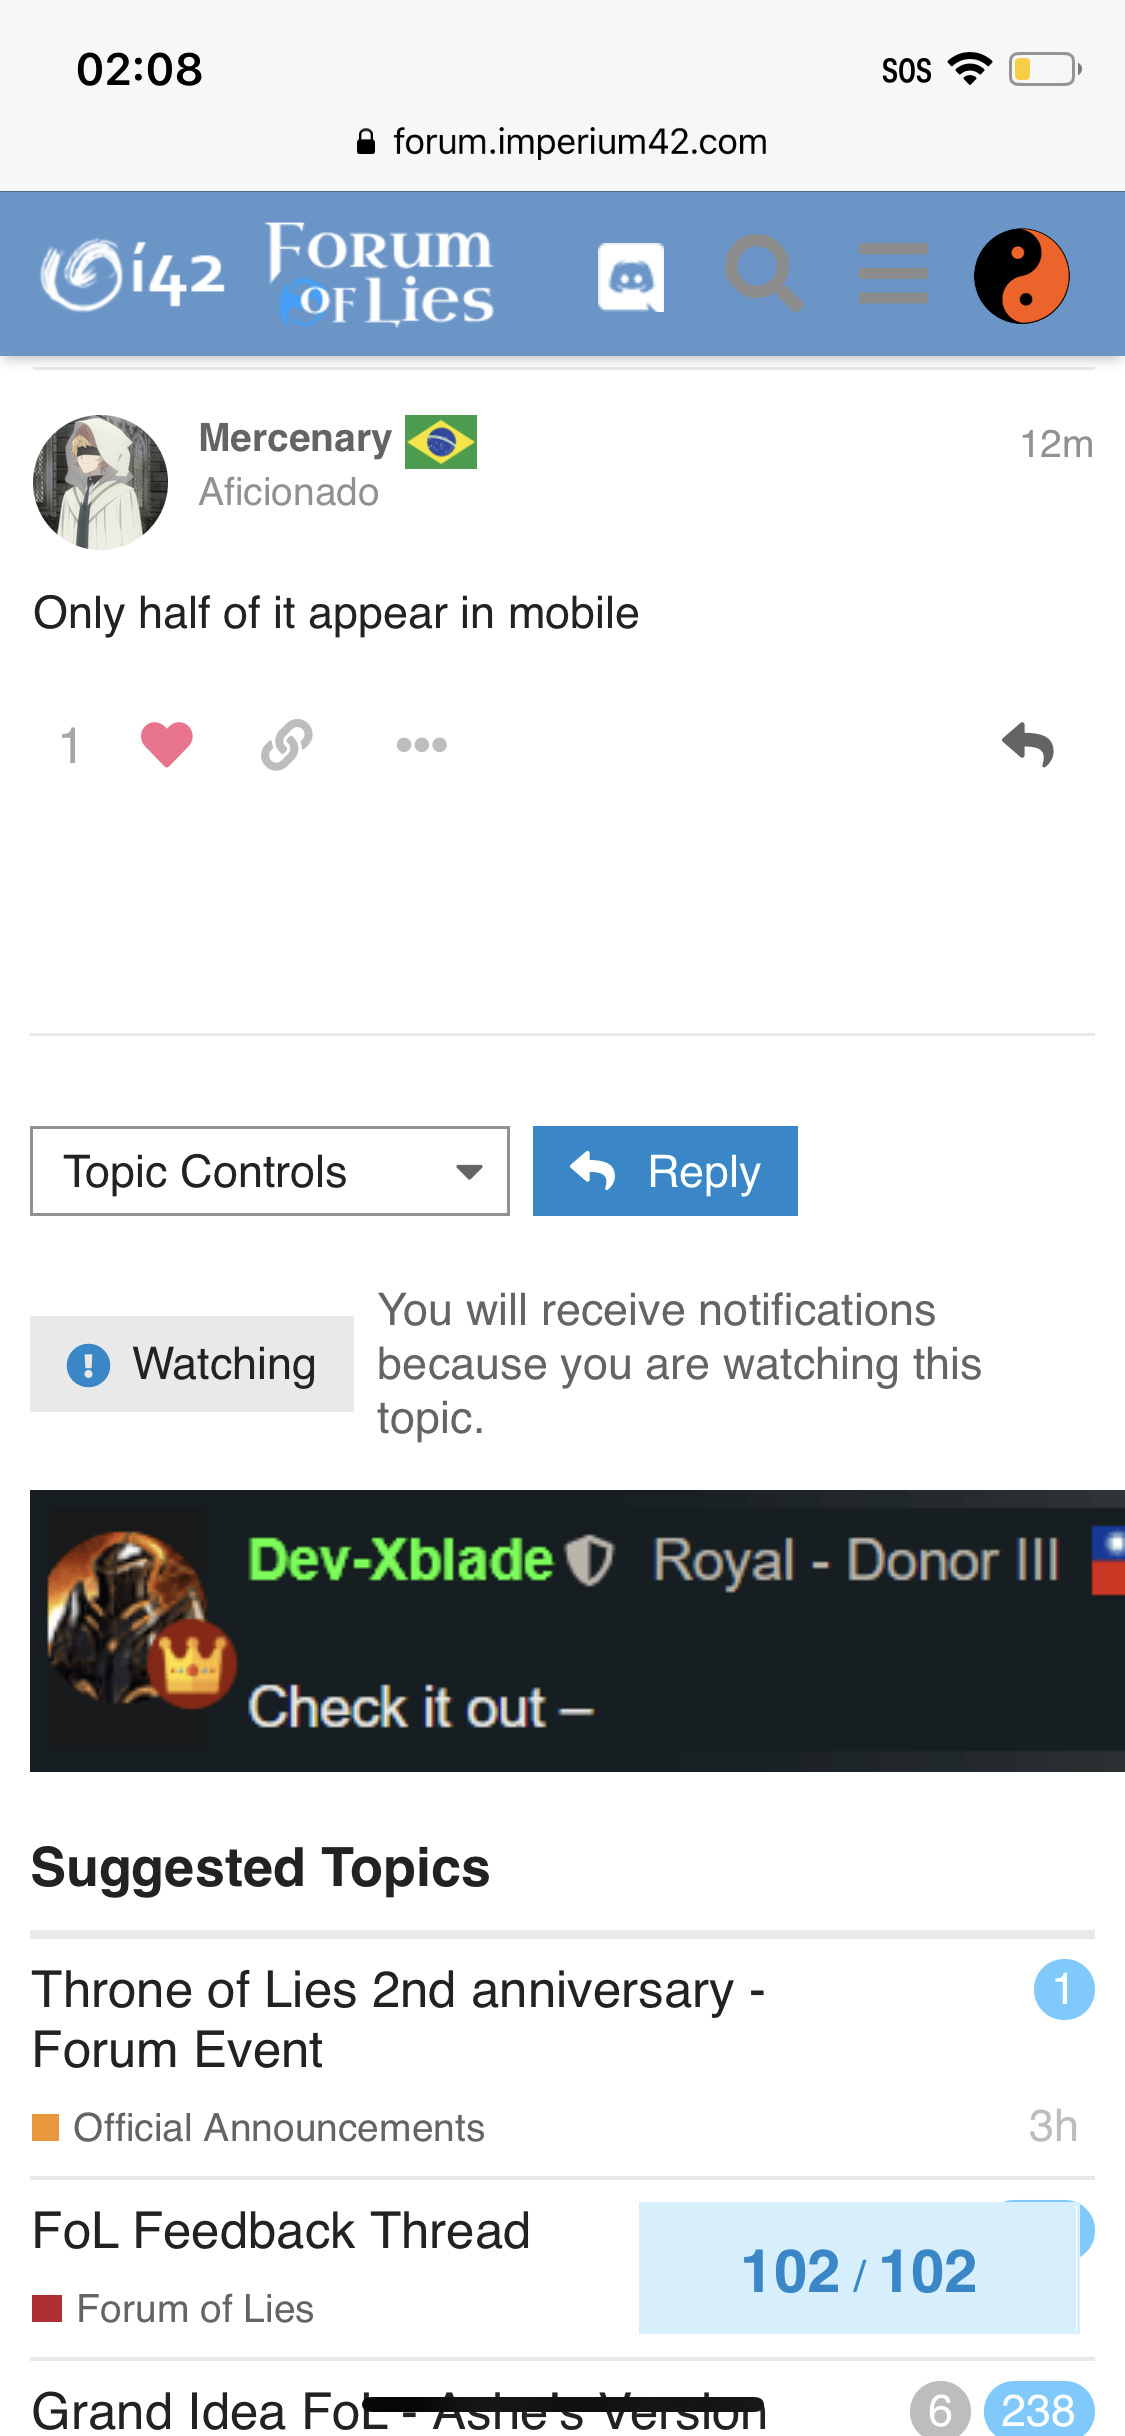 02:08
SOS
forum.imperium42.com
i42
FORUM
OF LIES
Mercenary
12m
Aficionado
Only half of it appear in mobile
1
Topic Controls
Reply
You will receive notifications
Watching
because you are watching this
topic.
Dev-Xblade Royal - Donor III
Check it out –
Suggested Topics
Throne of Lies 2nd anniversary -
1
Forum Event
Official Announcements
3h
FoL Feedback Thread
102 / 102
Forum of Lies
Grand Idea FoL - Ashe's Version
6
238